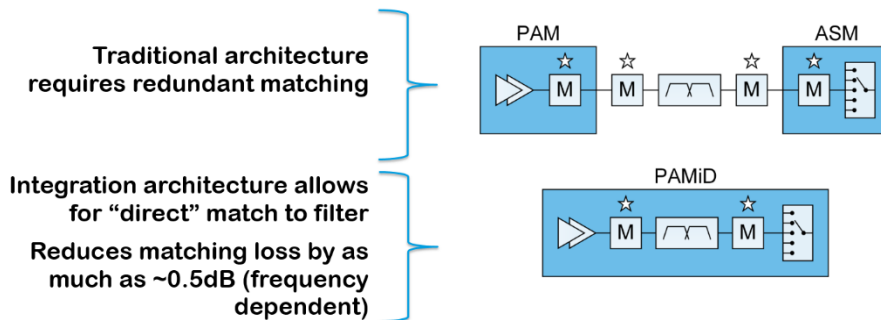 Traditional architecture
requires redundant matching
PAM
ASM
M
M
M
M
Integration architecture allows
for “direct” match to filter
Reduces matching loss by as
much as ~0.5dB (frequency
dependent)
PAMiD
M
M